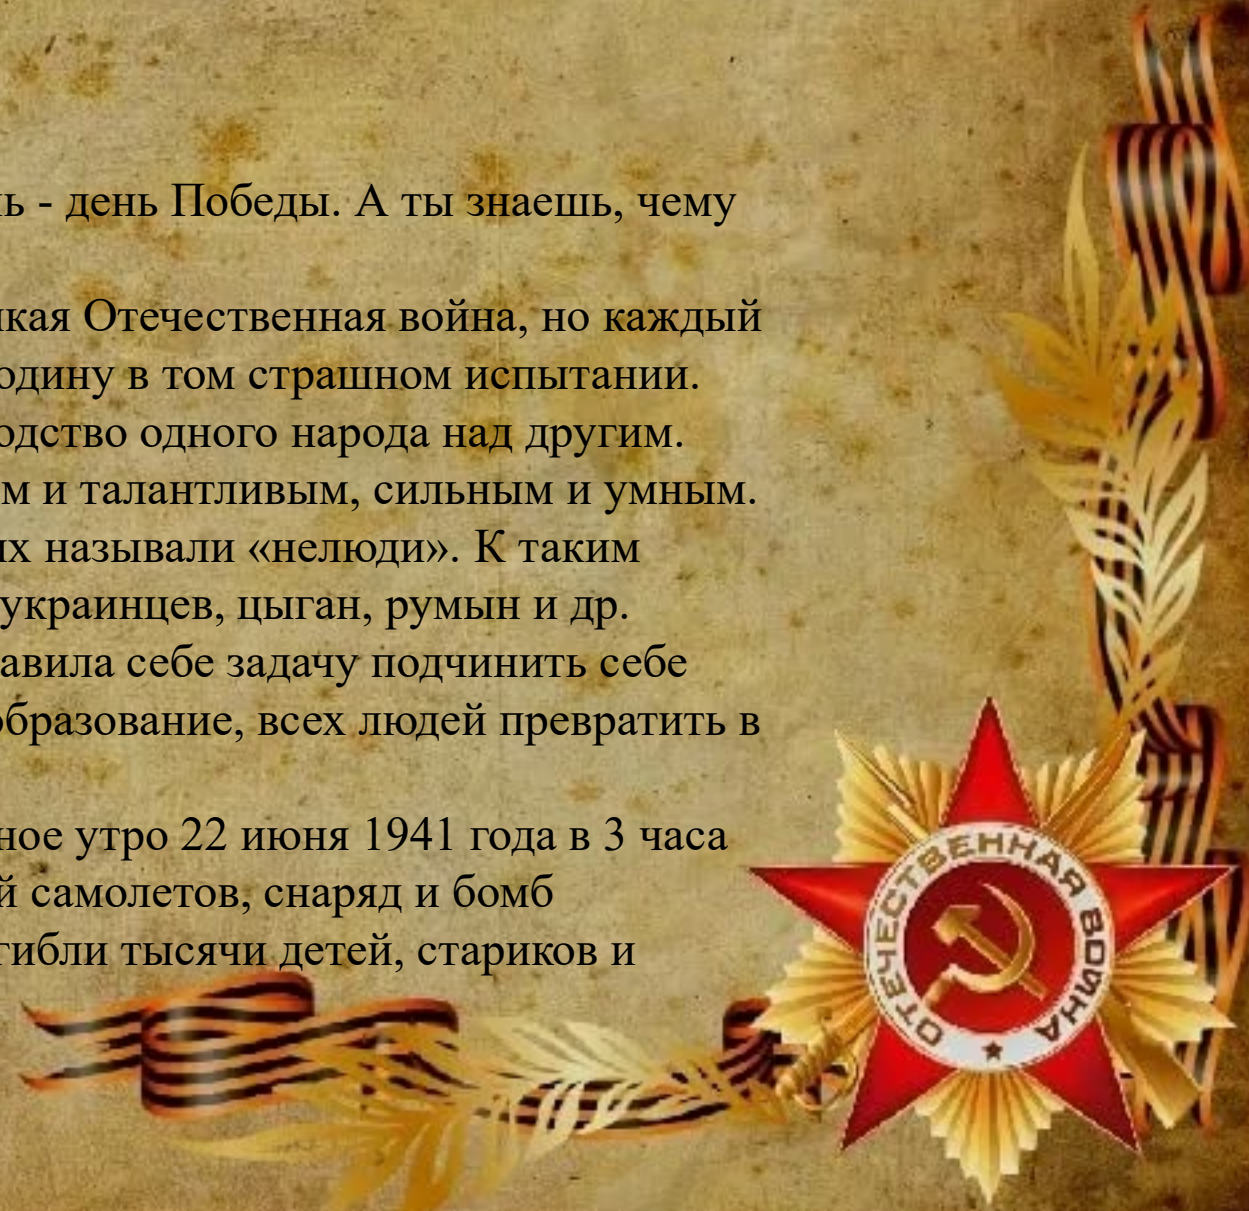 ь - день Победы. А ты знаешь, чему
кая Отечественная война, но каждый
одину в том страшном испытании.
одство одного народа над другим.
м и талантливым, сильным и умным.
их называли «нелюди». К таким
украинцев, цыган, румын и др.
авила себе задачу подчинить себе
образование, всех людей превратить в
ное утро 22 июня 1941 года в 3 часа
й самолетов, снаряд и бомб
гибли тысячи детей, стариков и
ОТЕЧЕСТВЕННАЯ ВОЙНА